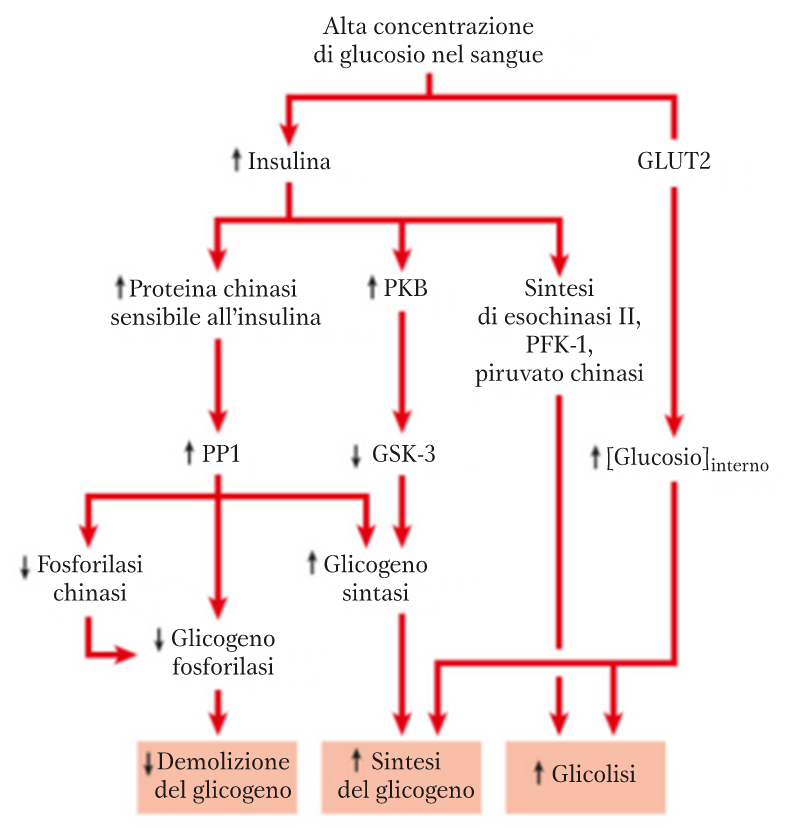 Alta concentrazione
di glucosio nel sangue
Insulina
GLUT2
Proteina chinasi
sensibile all'insulina
PKB
Sintesi
di esochinasi II,
PFK-1,
piruvato chinasi
PP1
GSK-3
[Glucosio]interno
Fosforilasi
chinasi
Glicogeno
sintasi
Glicogeno
fosforilasi
Demolizione
del glicogeno
Sintesi
del glicogeno
Glicolisi